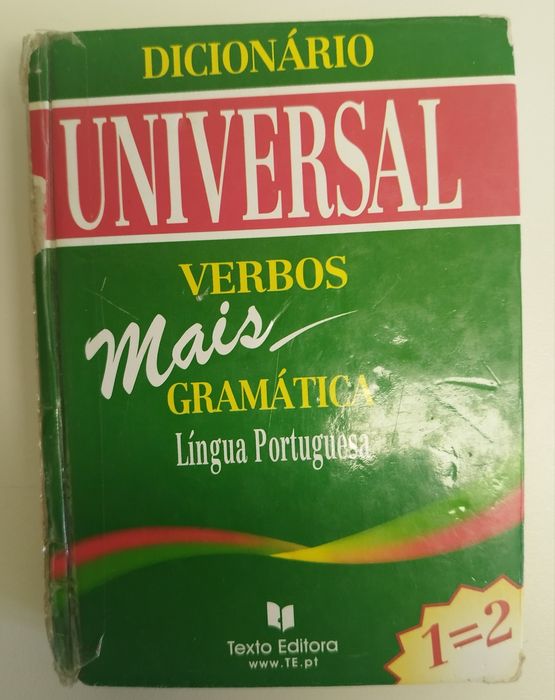 DICIONÁRIO
UNIVERSAL
VERBOS
Mais
GRAMÁTICA
Língua Portuguesa
Texto Editora
www.TE.pt
1=2